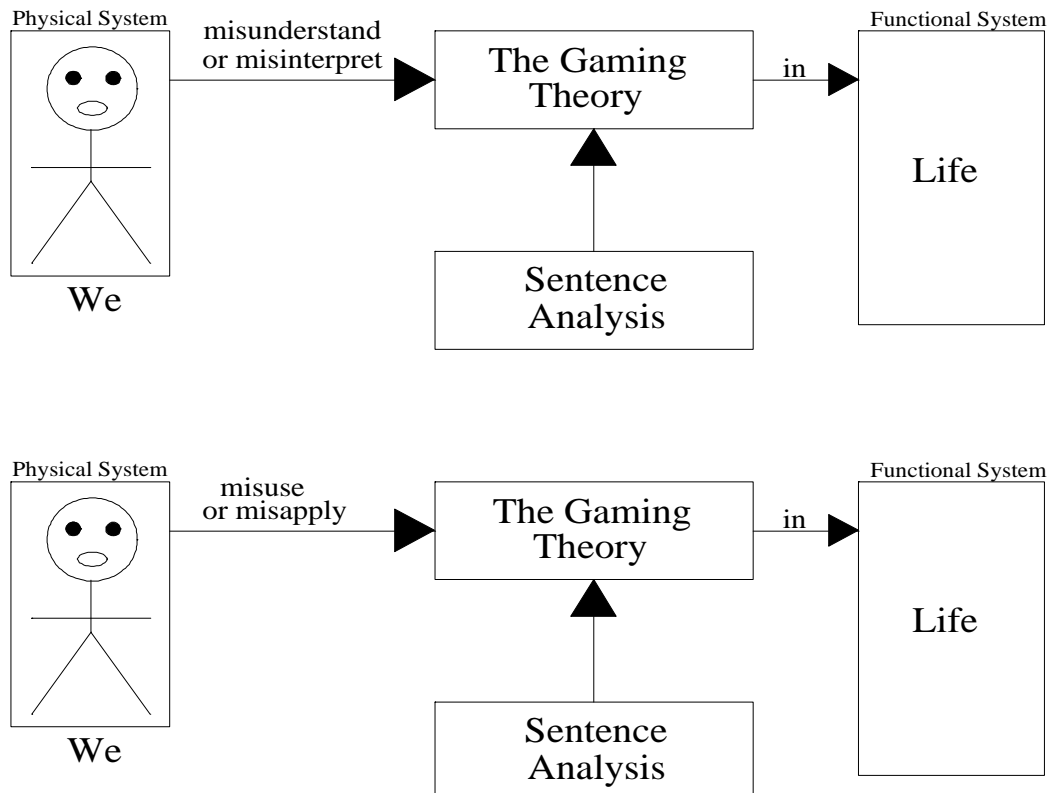 Physical System
misunderstand
or misinterpret
The Gaming
Theory
in
Functional System
Life
Sentence
Analysis
We
Physical System
misuse
or misapply
The Gaming
Theory
in
Functional System
Life
Sentence
Analysis
We